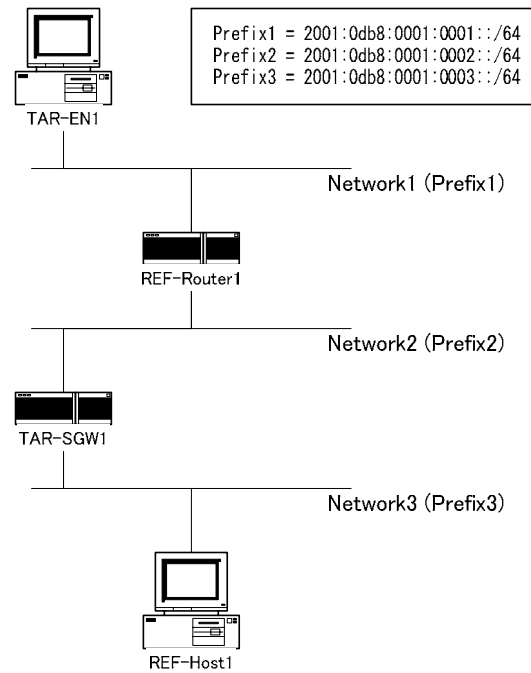 Prefix1 = 2001:0db8:0001:0001::/64
Prefix2 = 2001:0db8:0001:0002::/64
Prefix3 = 2001:0db8:0001:0003::/64
TAR-EN1
Network1 (Prefix1)
REF-Router1
Network2 (Prefix2)
TAR-SGW1
Network3 (Prefix3)
REF-Host1